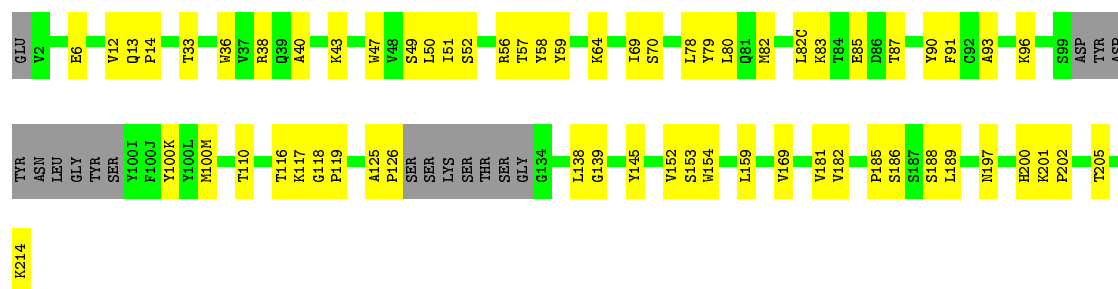 GLU V2 E6 V12 Q13 P14 T33 W36 V37 R38 Q39 A40 K43 W47 V48 S49 L50 I51 S52 R56 T57 Y58 Y59 K64 I69 S70 L78 Y79 L80 Q81 M82 L82C K83 T84 E85 D86 T87 Y90 F91 C92 A93 K96 S99 ASP TYR ASP
TYR ASN LEU GLY TYR SER Y100I F100J Y100K Y100L M100M T110 T116 K117 G118 P119 A125 P126 SER SER LYS SER THR SER GLY G134 L138 G139 Y145 V152 S153 W154 L159 V169 V181 V182 P185 S186 S187 S188 L189 N197 H200 K201 P202 T205
K214